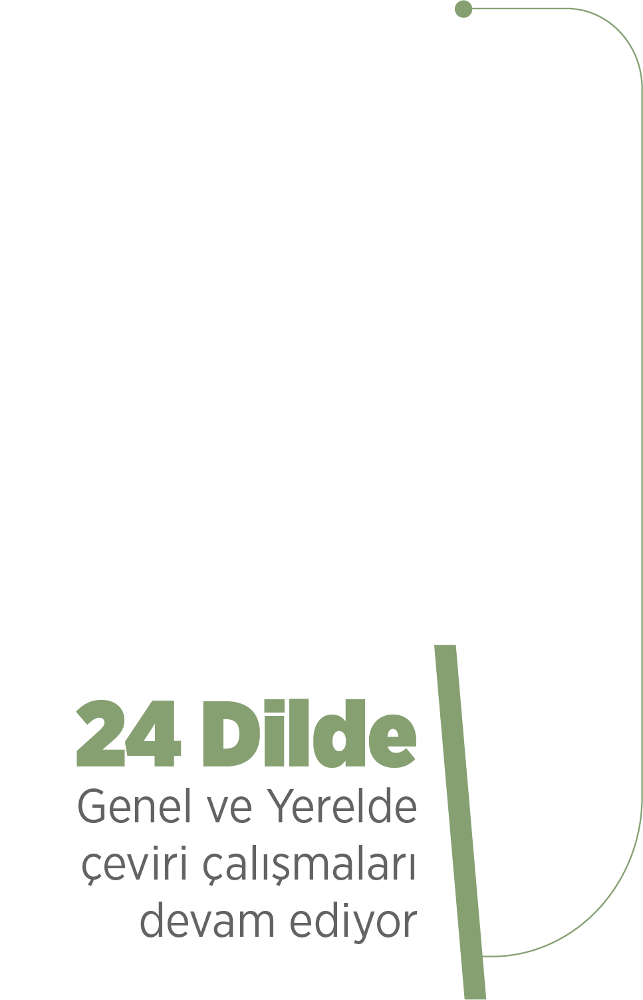 24 Dilde
Genel ve Yerelde
çeviri çalışmaları
devam ediyor